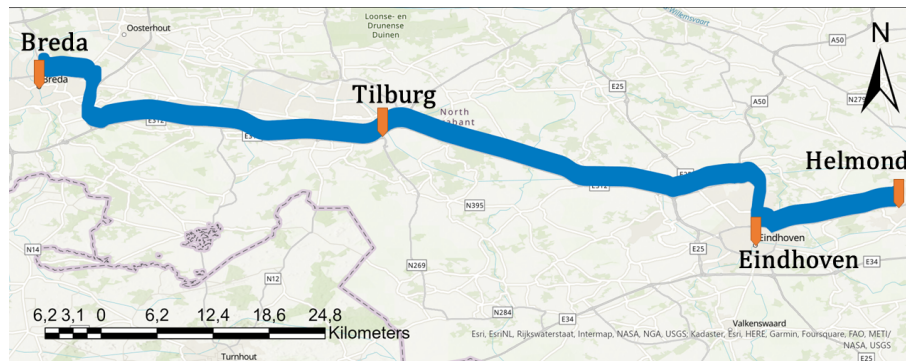 Breda
Oosterhout
Loonse- en
Drunense
Duinen
A50
N
Breda
Tilburg
E25
North
N279
E312
Helmond
E312
N395
Eindhoven
N14
E25
Eindhoven
N12
N269
E34
6,2 3,1 0 6,2 12,4 18,6 24,8
Kilometers
N284
E34
Valkenswaard
Esri, EsriNL, Rijkswaterstaat, Intermap, NASA, NGA, USGS; Kadaster, Esri, HERE, Garmin, Foursquare, FAO, METI/
NASA, USGS
Turnhout
E25